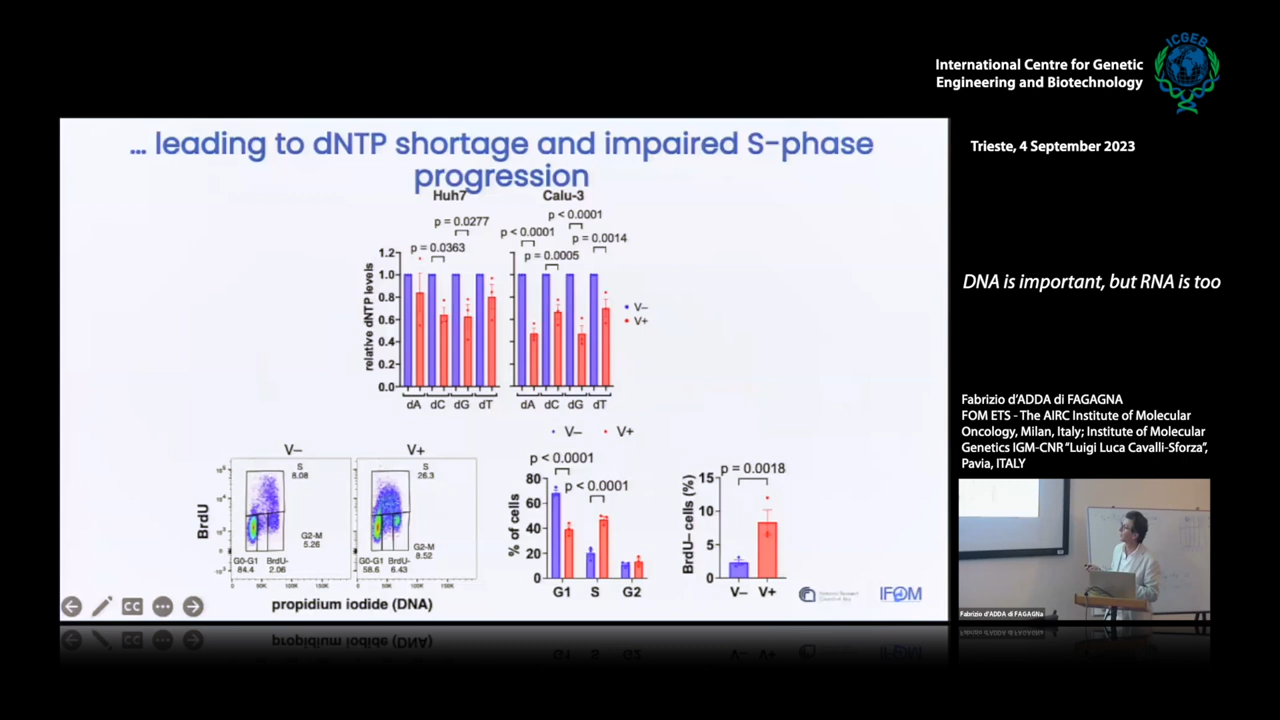 International Centre for Genetic
Engineering and Biotechnology
ICGEB
Trieste, 4 September 2023
DNA is important, but RNA is too
Fabrizio d'ADDA di FAGAGNA
FOM ETS - The AIRC Institute of Molecular
Oncology, Milan, Italy; Institute of Molecular
Genetics IGM-CNR "Luigi Luca Cavalli-Sforza",
Pavia, ITALY
Fabrizio d'ADDA di FAGAGNa
... leading to dNTP shortage and impaired S-phase
progression
Huh7
p = 0.0277
p = 0.0363
relative dNTP levels
1.2
1.0
0.8
0.6
0.4
0.2
0.0
dA dC dG dT
Calu-3
p < 0.0001
p < 0.0001
p = 0.0014
p = 0.0005
dA dC dG dT
V–
V+
V–
S
8.08
G2-M
5.26
G0-G1
84.4
BrdU-
2.06
V+
S
26.3
G2-M
8.52
G0-G1
58.6
BrdU-
6.43
BrdU
propidium iodide (DNA)
V– V+
p < 0.0001
p < 0.0001
% of cells
80
60
40
20
0
G1 S G2
p = 0.0018
BrdU– cells (%)
15
10
5
0
V– V+
CC
IFOM